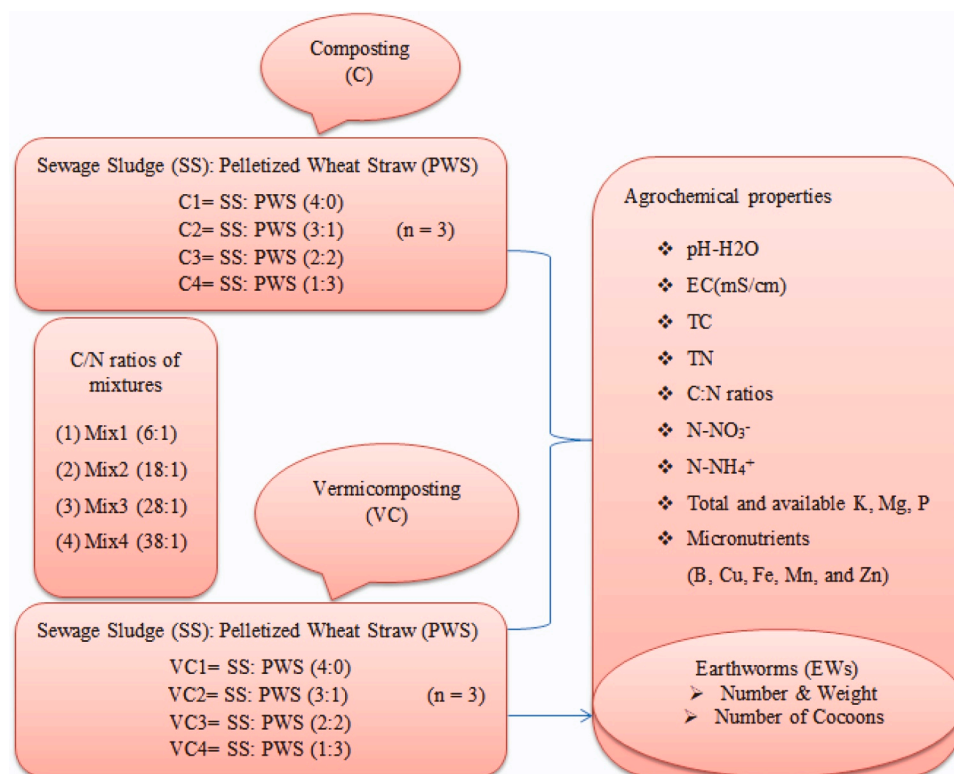 Composting
(C)
Sewage Sludge (SS): Pelletized Wheat Straw (PWS)
C1= SS: PWS (4:0)
C2= SS: PWS (3:1) (n = 3)
C3= SS: PWS (2:2)
C4= SS: PWS (1:3)
C/N ratios of
mixtures
(1) Mix1 (6:1)
(2) Mix2 (18:1)
(3) Mix3 (28:1)
(4) Mix4 (38:1)
Vermicomposting
(VC)
Sewage Sludge (SS): Pelletized Wheat Straw (PWS)
VC1= SS: PWS (4:0)
VC2= SS: PWS (3:1) (n = 3)
VC3= SS: PWS (2:2)
VC4= SS: PWS (1:3)
Agrochemical properties
❖ pH-H2O
❖ EC(mS/cm)
❖ TC
❖ TN
❖ C:N ratios
❖ N-NO₃⁻
❖ N-NH₄⁺
❖ Total and available K, Mg, P
❖ Micronutrients
(B, Cu, Fe, Mn, and Zn)
Earthworms (EWs)
➢ Number & Weight
➢ Number of Cocoons